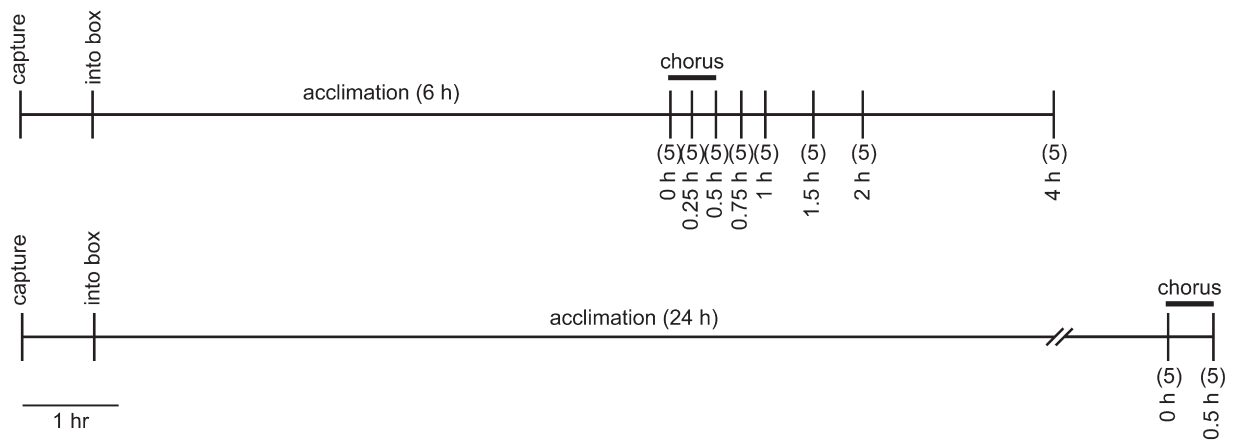 capture
into box
acclimation (6 h)
chorus
(5)(5)(5)(5)(5) (5) (5) (5)
0 h 0.25 h 0.5 h 0.75 h 1 h 1.5 h 2 h 4 h
capture
into box
acclimation (24 h)
chorus
(5) (5)
0 h 0.5 h
1 hr